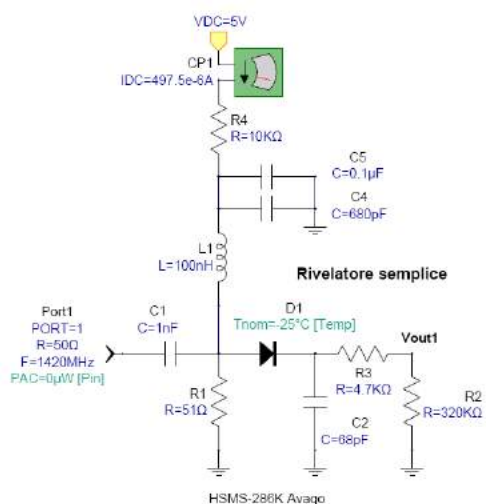 VDC=5V
CP1
IDC=497.5e-6A
R4
R=10KΩ
C5
C=0.1µF
C4
C=680pF
L1
L=100nH
Rivelatore semplice
Port1
PORT=1
R=50Ω
F=1420MHz
PAC=0µW [Pin]
C1
C=1nF
D1
Tnom=-25°C [Temp]
Vout1
R3
R=4.7KΩ
R1
R=51Ω
C2
C=68pF
R2
R=320KΩ
HSMS-286K Avago